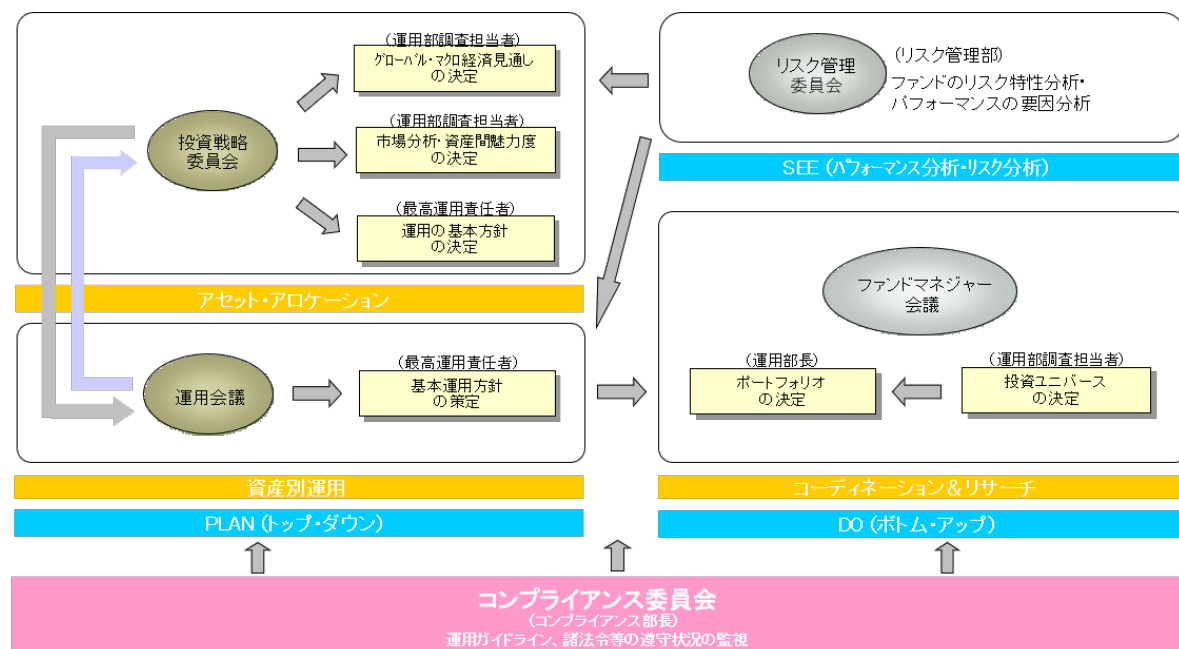 (運用部調査担当者)
グローバル・マクロ経済見通し
の決定
投資戦略
委員会
(運用部調査担当者)
市場分析・資産間魅力度
の決定
(最高運用責任者)
運用の基本方針
の決定
アセット・アロケーション
運用会議
(最高運用責任者)
基本運用方針
の策定
資産別運用
PLAN (トップ・ダウン)
リスク管理
委員会
(リスク管理部)
ファンドのリスク特性分析・
パフォーマンスの要因分析
SEE (パフォーマンス分析・リスク分析)
ファンドマネジャー
会議
(運用部長)
ポートフォリオ
の決定
(運用部調査担当者)
投資ユニバース
の決定
コーディネーション&リサーチ
DO (ボトム・アップ)
コンプライアンス委員会
(コンプライアンス部長)
運用ガイドライン、諸法令等の遵守状況の監視